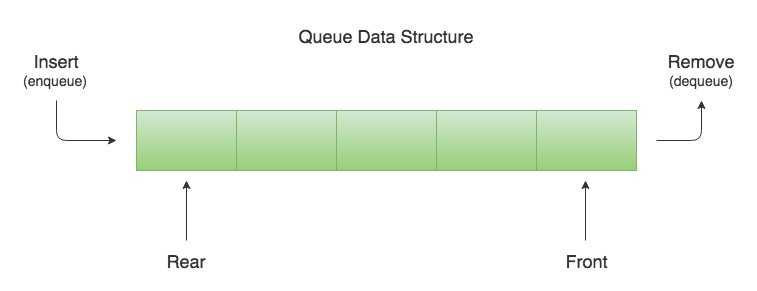 Queue Data Structure
Insert
(enqueue)
Remove
(dequeue)
Rear
Front